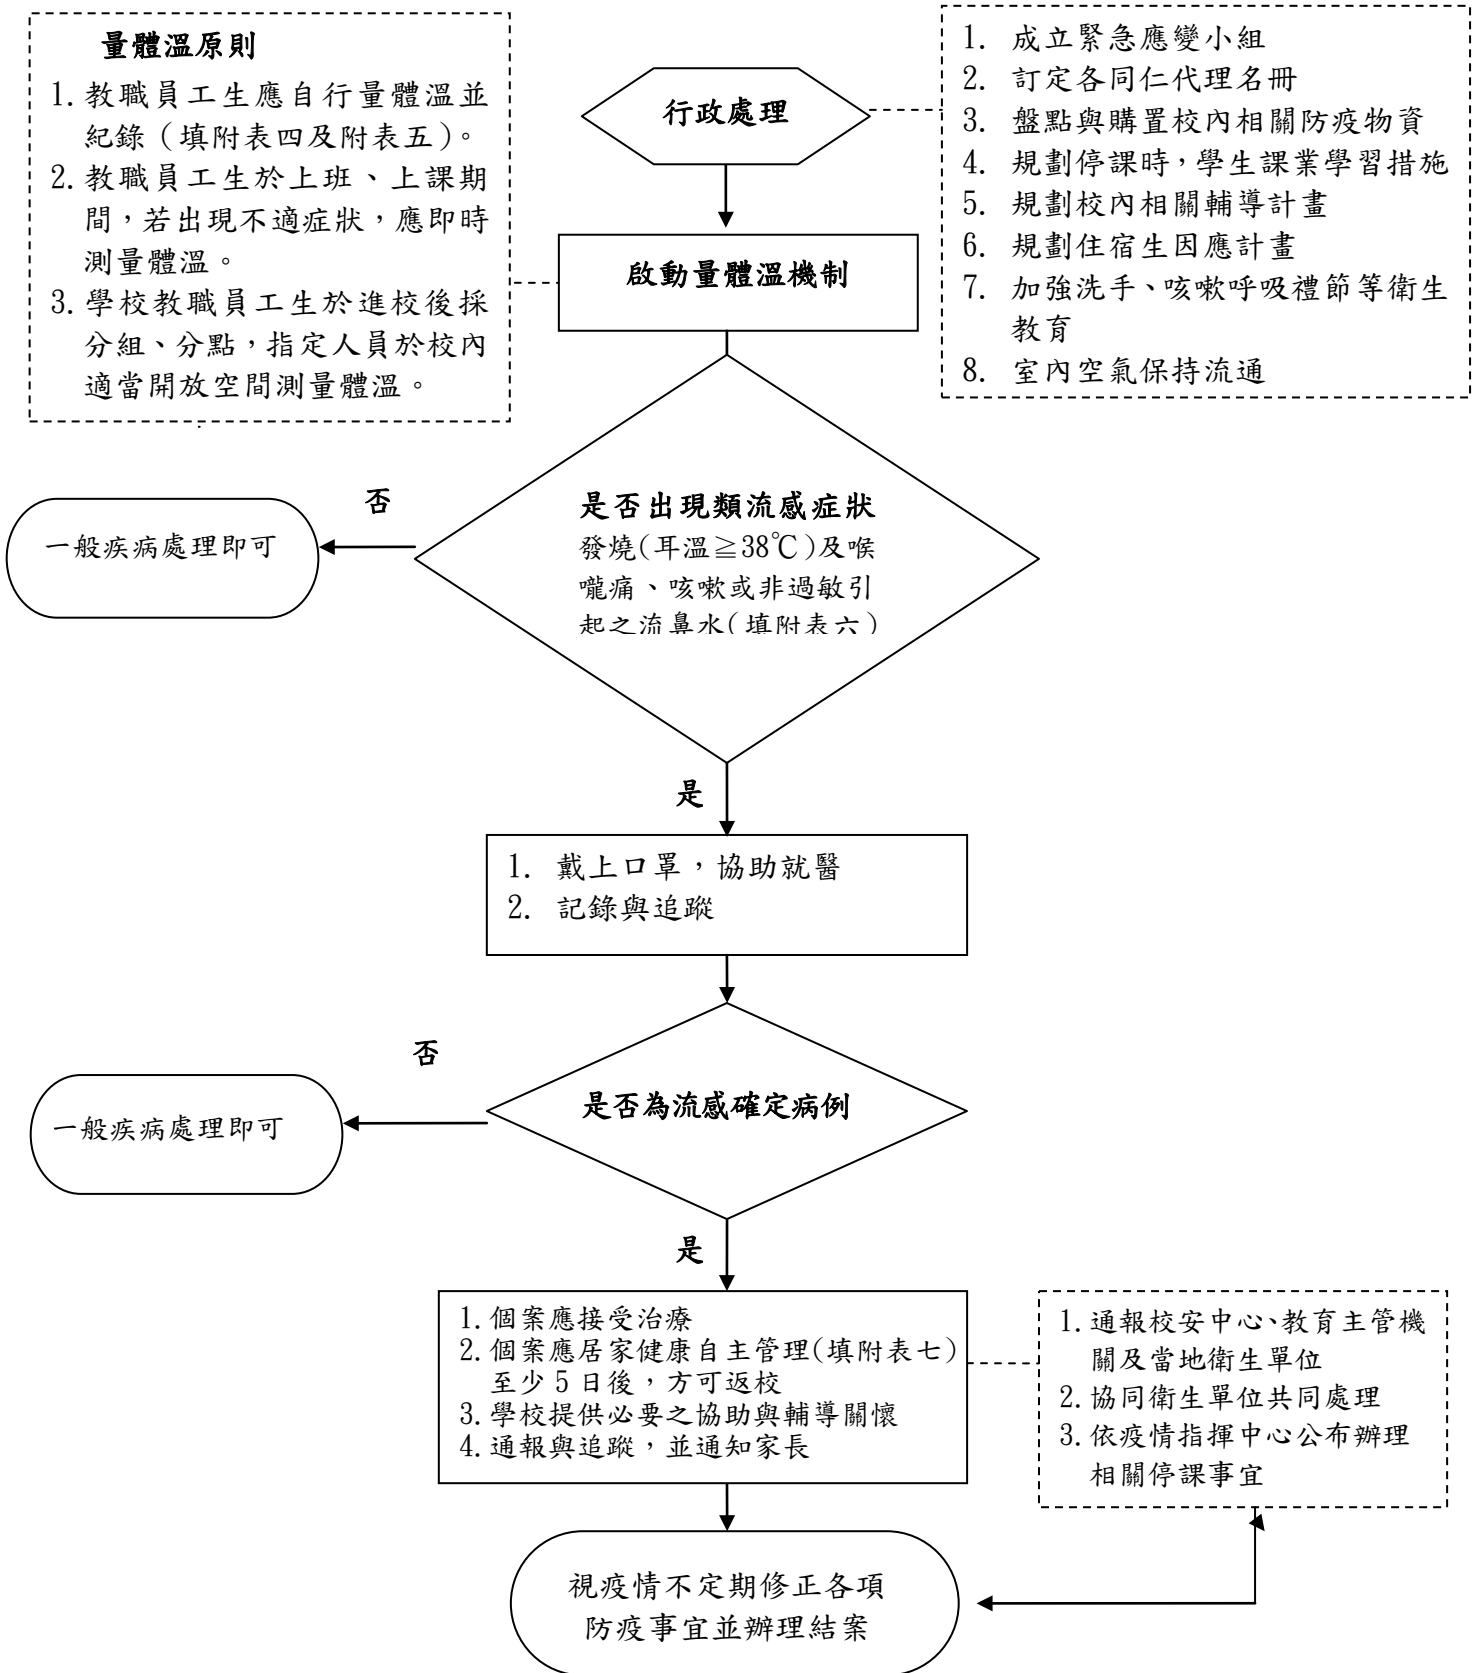 量體溫原則
1. 教職員工生應自行量體溫並
紀錄（填附表四及附表五）。
2. 教職員工生於上班、上課期
間，若出現不適症狀，應即時
測量體溫。
3. 學校教職員工生於進校後採
分組、分點，指定人員於校內
適當開放空間測量體溫。
行政處理
1. 成立緊急應變小組
2. 訂定各同仁代理名冊
3. 盤點與購置校內相關防疫物資
4. 規劃停課時，學生課業學習措施
5. 規劃校內相關輔導計畫
6. 規劃住宿生因應計畫
7. 加強洗手、咳嗽呼吸禮節等衛生
教育
8. 室內空氣保持流通
啟動量體溫機制
是否出現類流感症狀
發燒(耳溫≧38℃)及喉
嚨痛、咳嗽或非過敏引
起之流鼻水(填附表六)
否
一般疾病處理即可
是
1. 戴上口罩，協助就醫
2. 記錄與追蹤
是否為流感確定病例
否
一般疾病處理即可
是
1. 個案應接受治療
2. 個案應居家健康自主管理(填附表七)
至少 5 日後，方可返校
3. 學校提供必要之協助與輔導關懷
4. 通報與追蹤，並通知家長
1. 通報校安中心、教育主管機
關及當地衛生單位
2. 協同衛生單位共同處理
3. 依疫情指揮中心公布辦理
相關停課事宜
視疫情不定期修正各項
防疫事宜並辦理結案